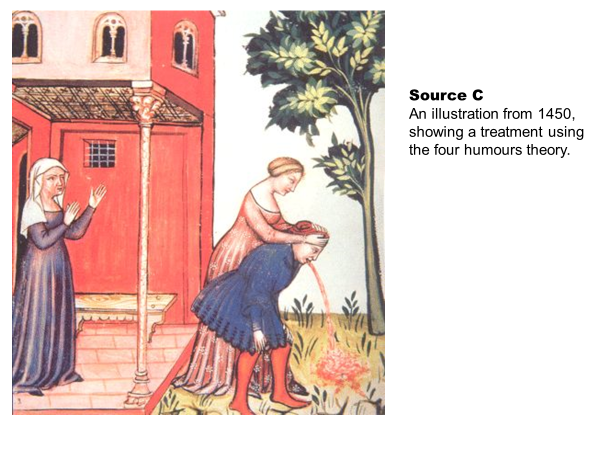 Source C
An illustration from 1450,
showing a treatment using
the four humours theory.